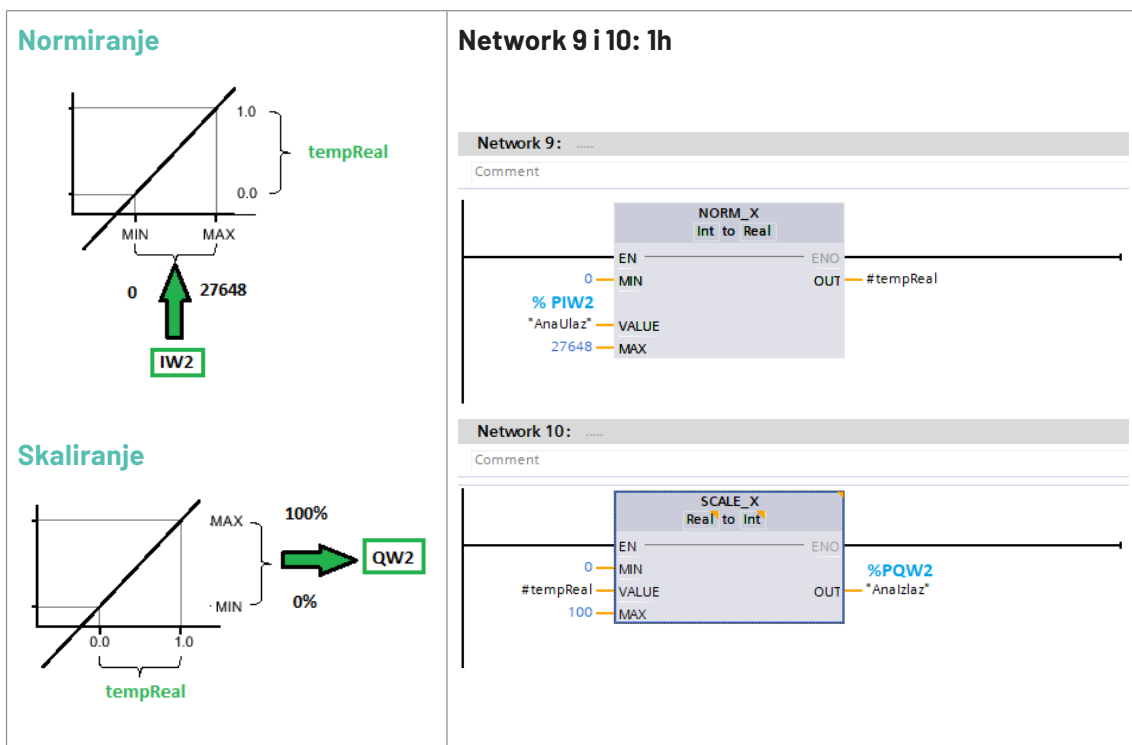 Normiranje
1.0
tempReal
0.0
MIN MAX
0 27648
IW2
Skaliranje
MAX 100%
QW2
MIN 0%
0.0 1.0
tempReal
Network 9 i 10: 1h
Network 9: .....
Comment
NORM_X
Int to Real
EN ENO
0 MIN OUT #tempReal
% PIW2
"AnaUlaz" VALUE
27648 MAX
Network 10: .....
Comment
SCALE_X
Real to Int
EN ENO
0 MIN %PQW2
#tempReal VALUE OUT "AnaIzlaz"
100 MAX